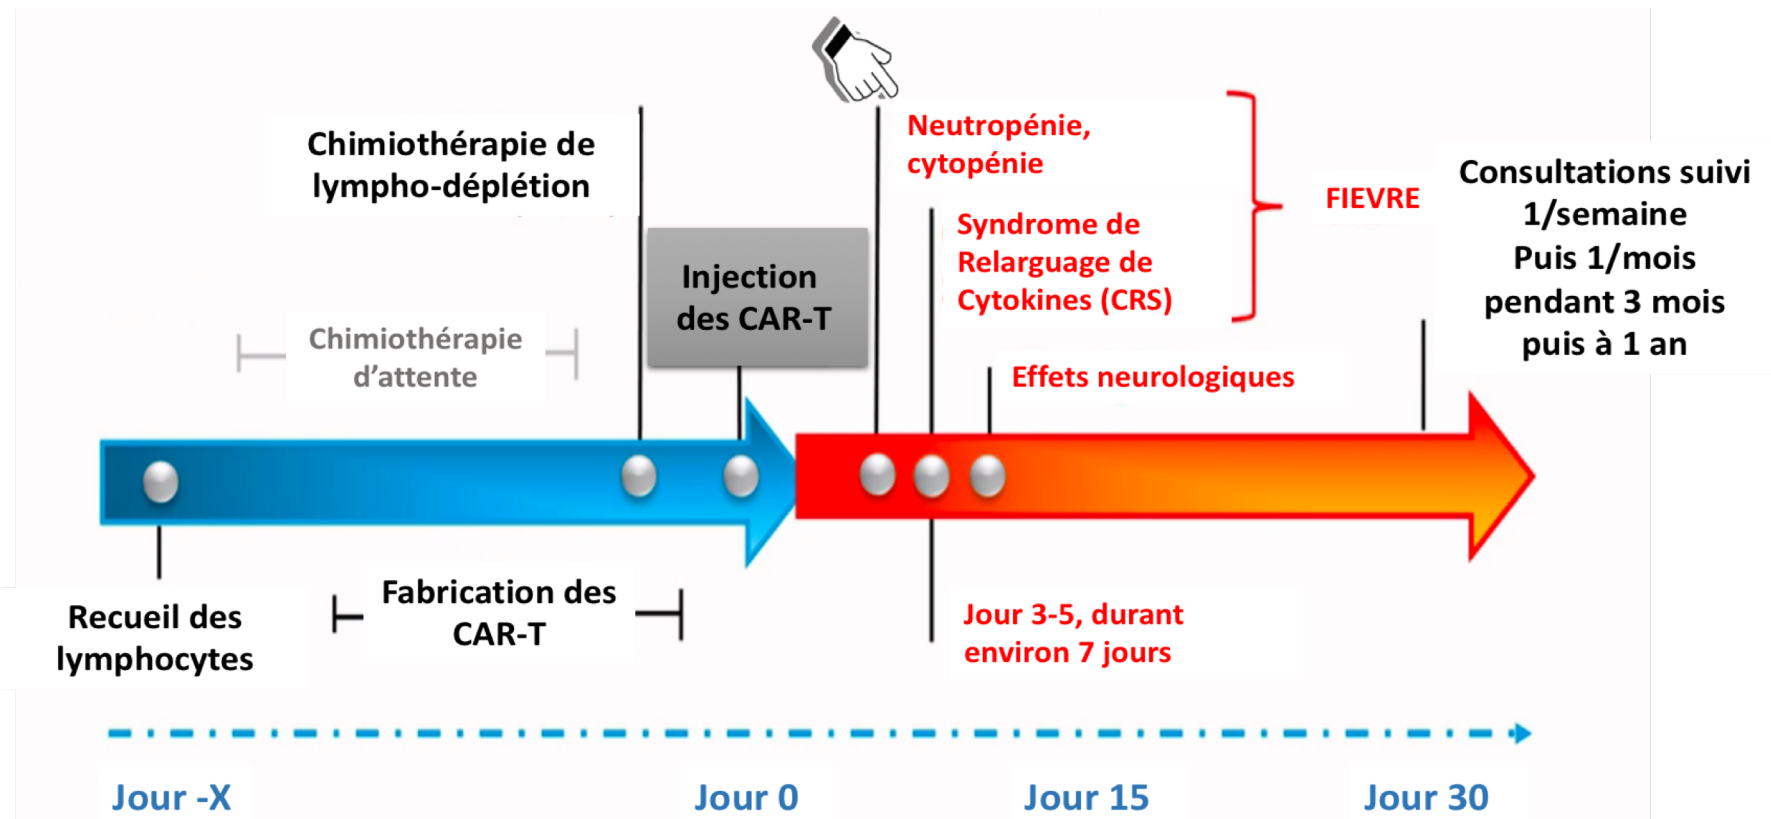 Chimiothérapie de
lympho-déplétion
Neutropénie,
cytopénie
Syndrome de
Relarguage de
Cytokines (CRS)
FIEVRE
Consultations suivi
1/semaine
Puis 1/mois
pendant 3 mois
puis à 1 an
Injection
des CAR-T
Chimiothérapie
d'attente
Effets neurologiques
Recueil des
lymphocytes
Fabrication des
CAR-T
Jour 3-5, durant
environ 7 jours
Jour -X
Jour 0
Jour 15
Jour 30